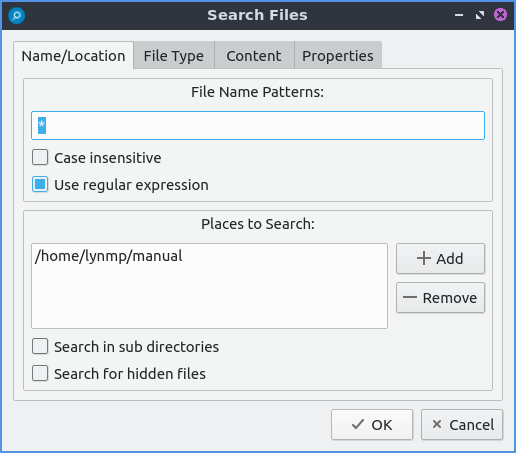 Search Files
Name/Location File Type Content Properties
File Name Patterns:
*
Case insensitive
Use regular expression
Places to Search:
/home/lynmp/manual
Add
Remove
Search in sub directories
Search for hidden files
OK Cancel